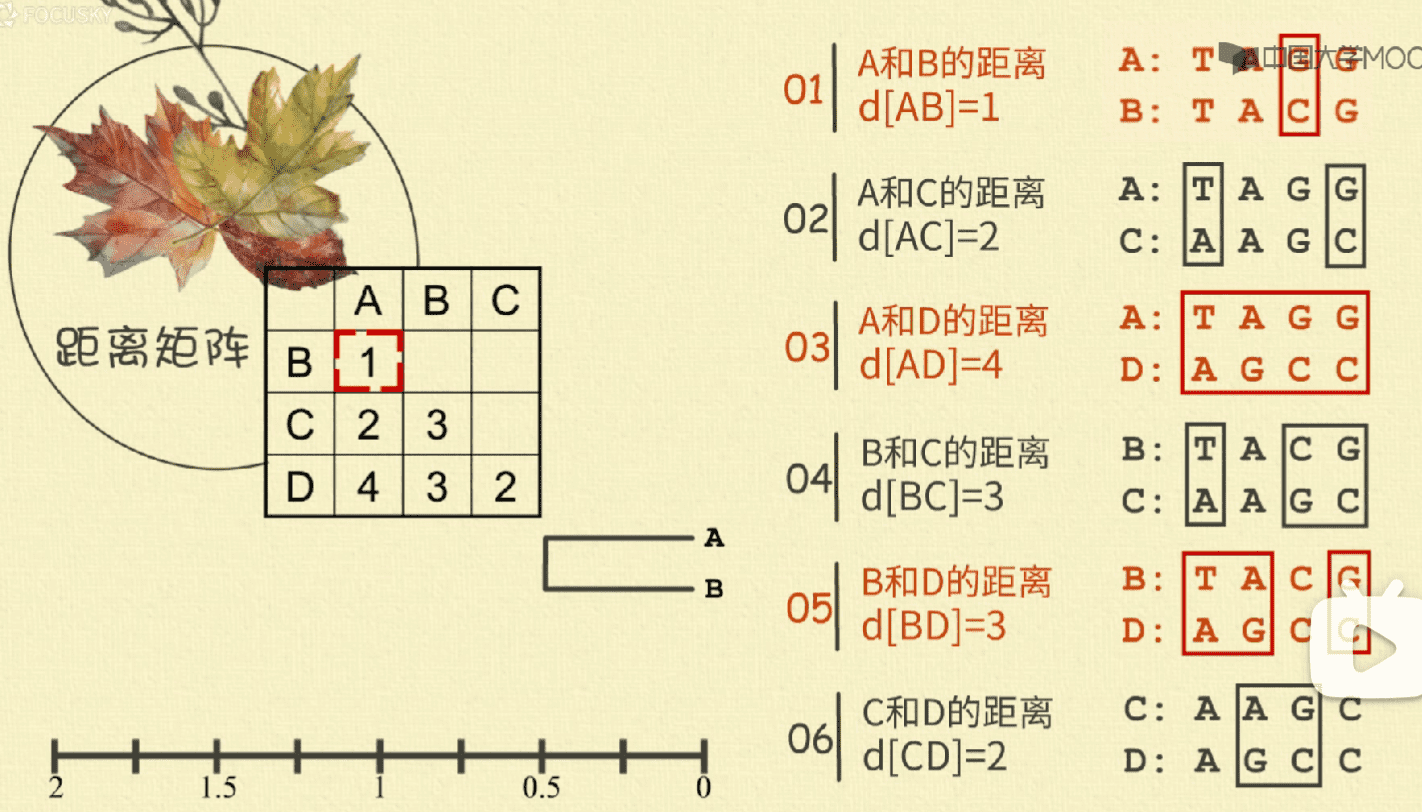 FOCUSKY
中国大学MOOC
距离矩阵
A B C
B 1
C 2 3
D 4 3 2
A
B
2 1.5 1 0.5 0
01
A和B的距离
d[AB]=1
A: T A G G
B: T A C G
02
A和C的距离
d[AC]=2
A: T A G G
C: A A G C
03
A和D的距离
d[AD]=4
A: T A G G
D: A G C C
04
B和C的距离
d[BC]=3
B: T A C G
C: A A G C
05
B和D的距离
d[BD]=3
B: T A C G
D: A G C C
06
C和D的距离
d[CD]=2
C: A A G C
D: A G C C